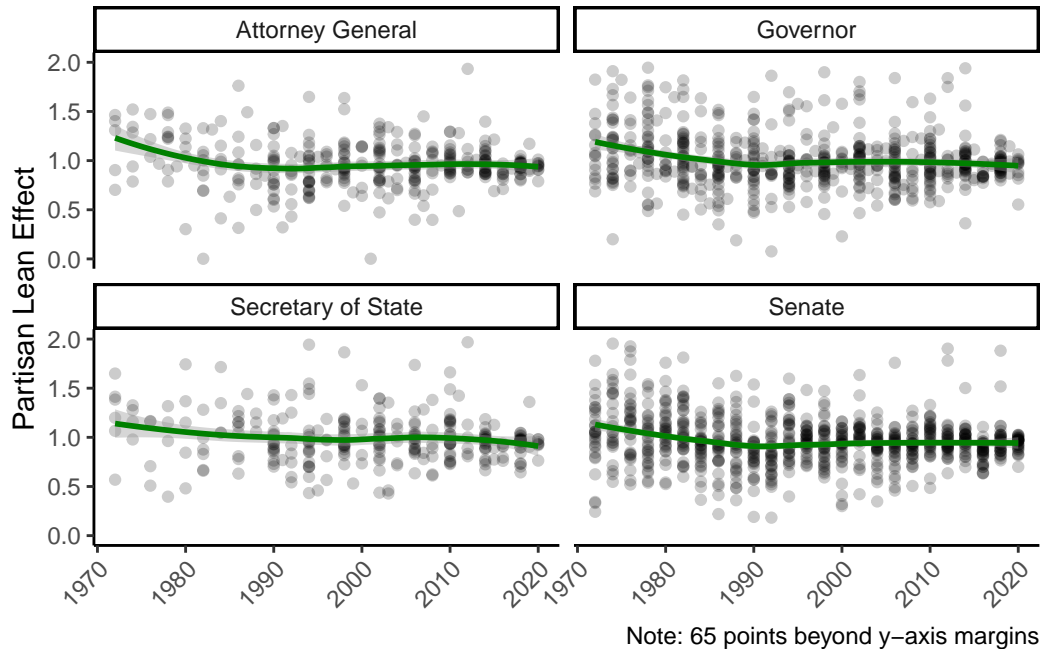 Attorney General
Governor
Partisan Lean Effect
2.0
1.5
1.0
0.5
0.0
Secretary of State
Senate
2.0
1.5
1.0
0.5
0.0
1970 1980 1990 2000 2010 2020 1970 1980 1990 2000 2010 2020
Note: 65 points beyond y−axis margins